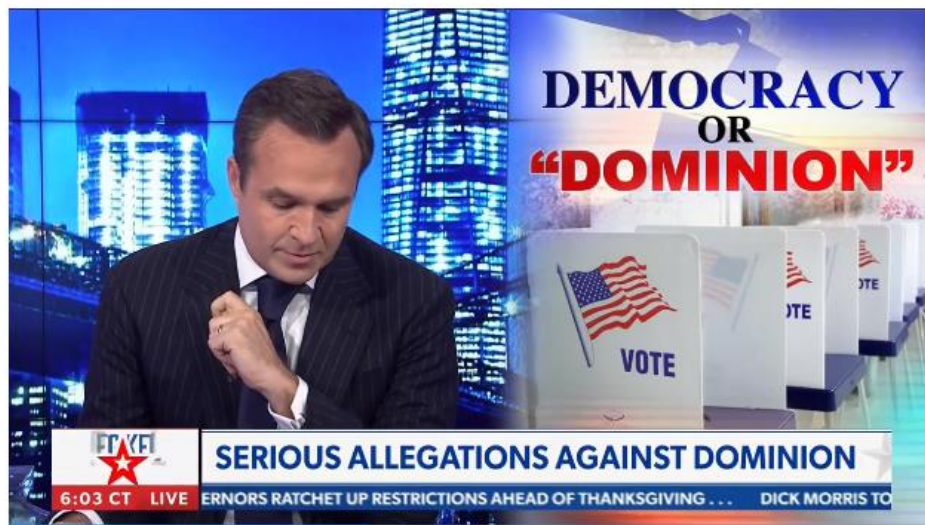 DEMOCRACY
OR
“DOMINION”
VOTE
OTE
OTE
SERIOUS ALLEGATIONS AGAINST DOMINION
6:03 CT LIVE
ERNORS RATCHET UP RESTRICTIONS AHEAD OF THANKSGIVING . . . DICK MORRIS TO